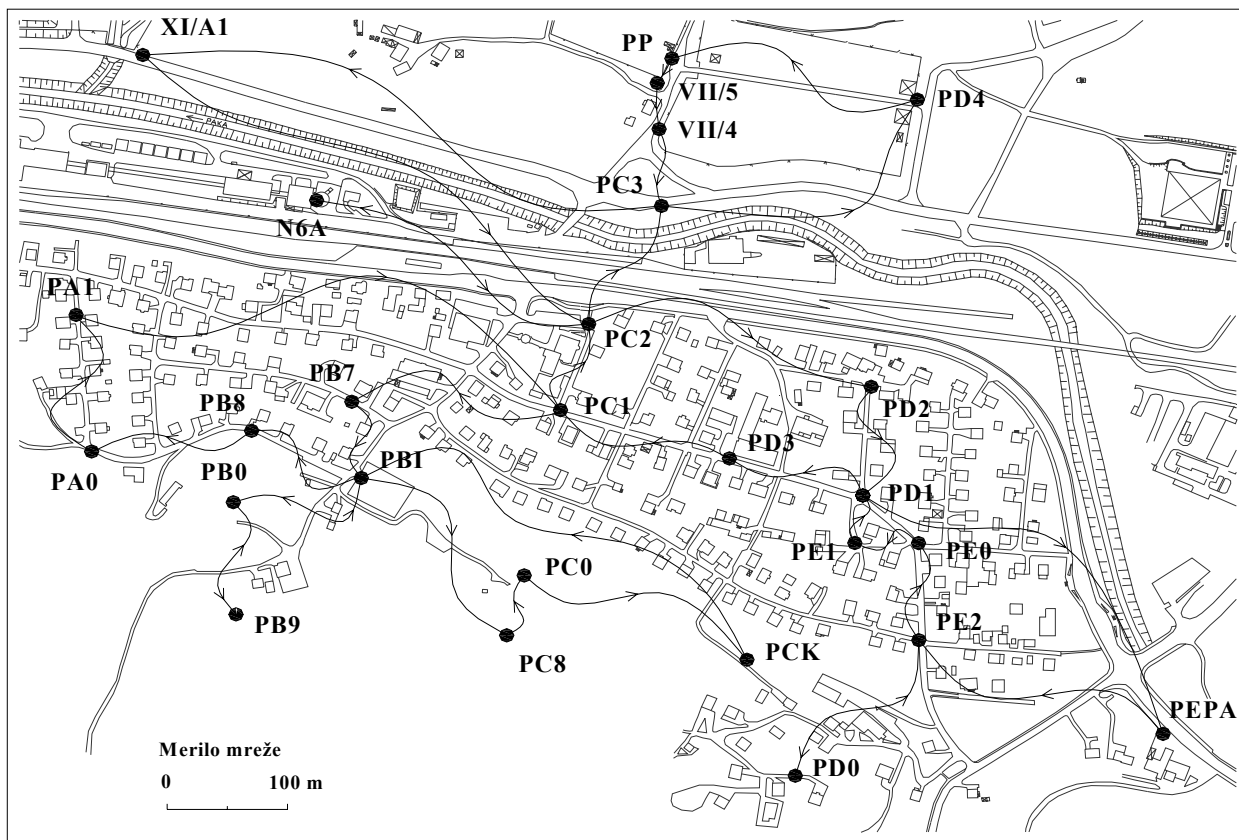 XI/A1
PP
VII/5
PD4
VII/4
PAKA
PC3
N6A
PA1
PC2
PB7
PD2
PB8
PC1
PD3
PA0
PB0
PB1
PD1
PE1
PE0
PC0
PB9
PE2
PC8
PCK
PEPA
Merilo mreže
0 100 m
PD0